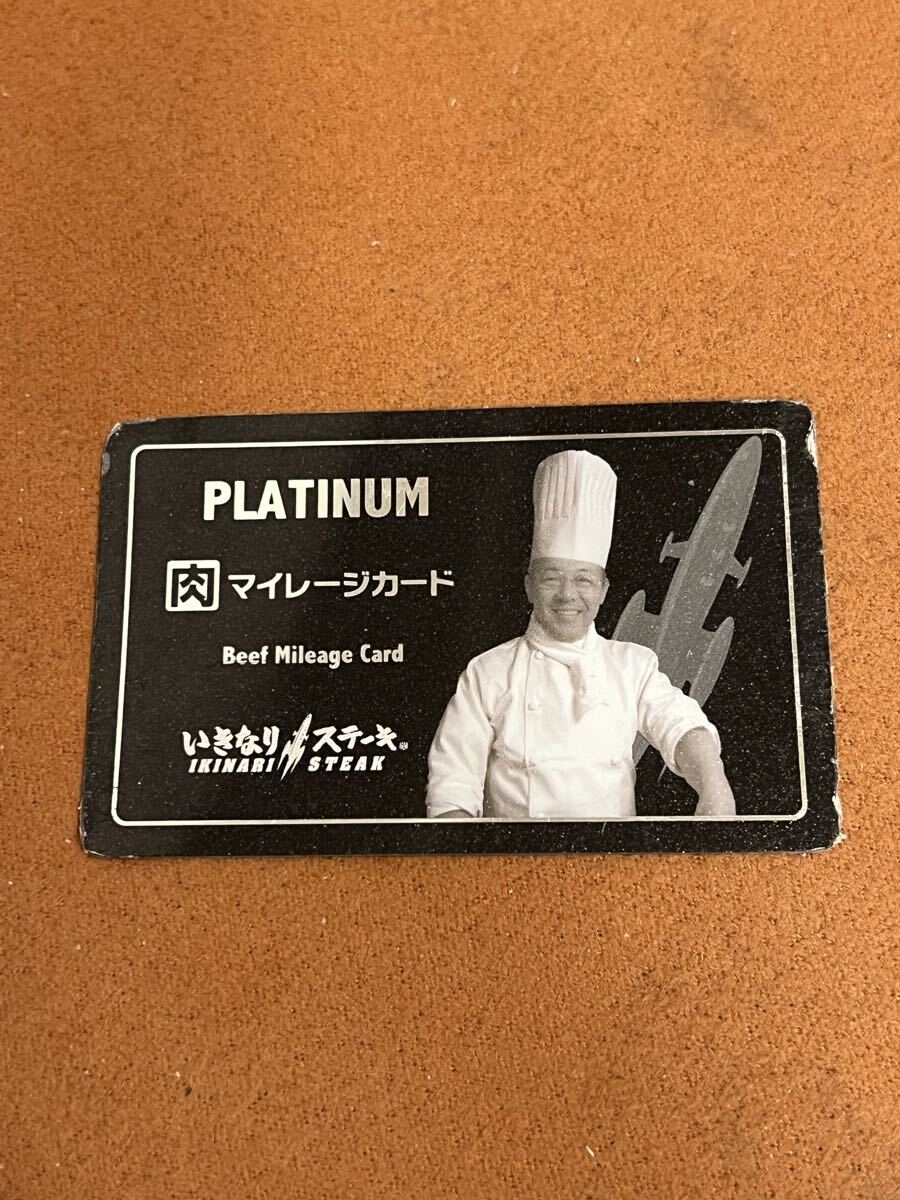 PLATINUM
肉 マイレージカード
Beef Mileage Card
いきなりステーキ
IKINARI STEAK